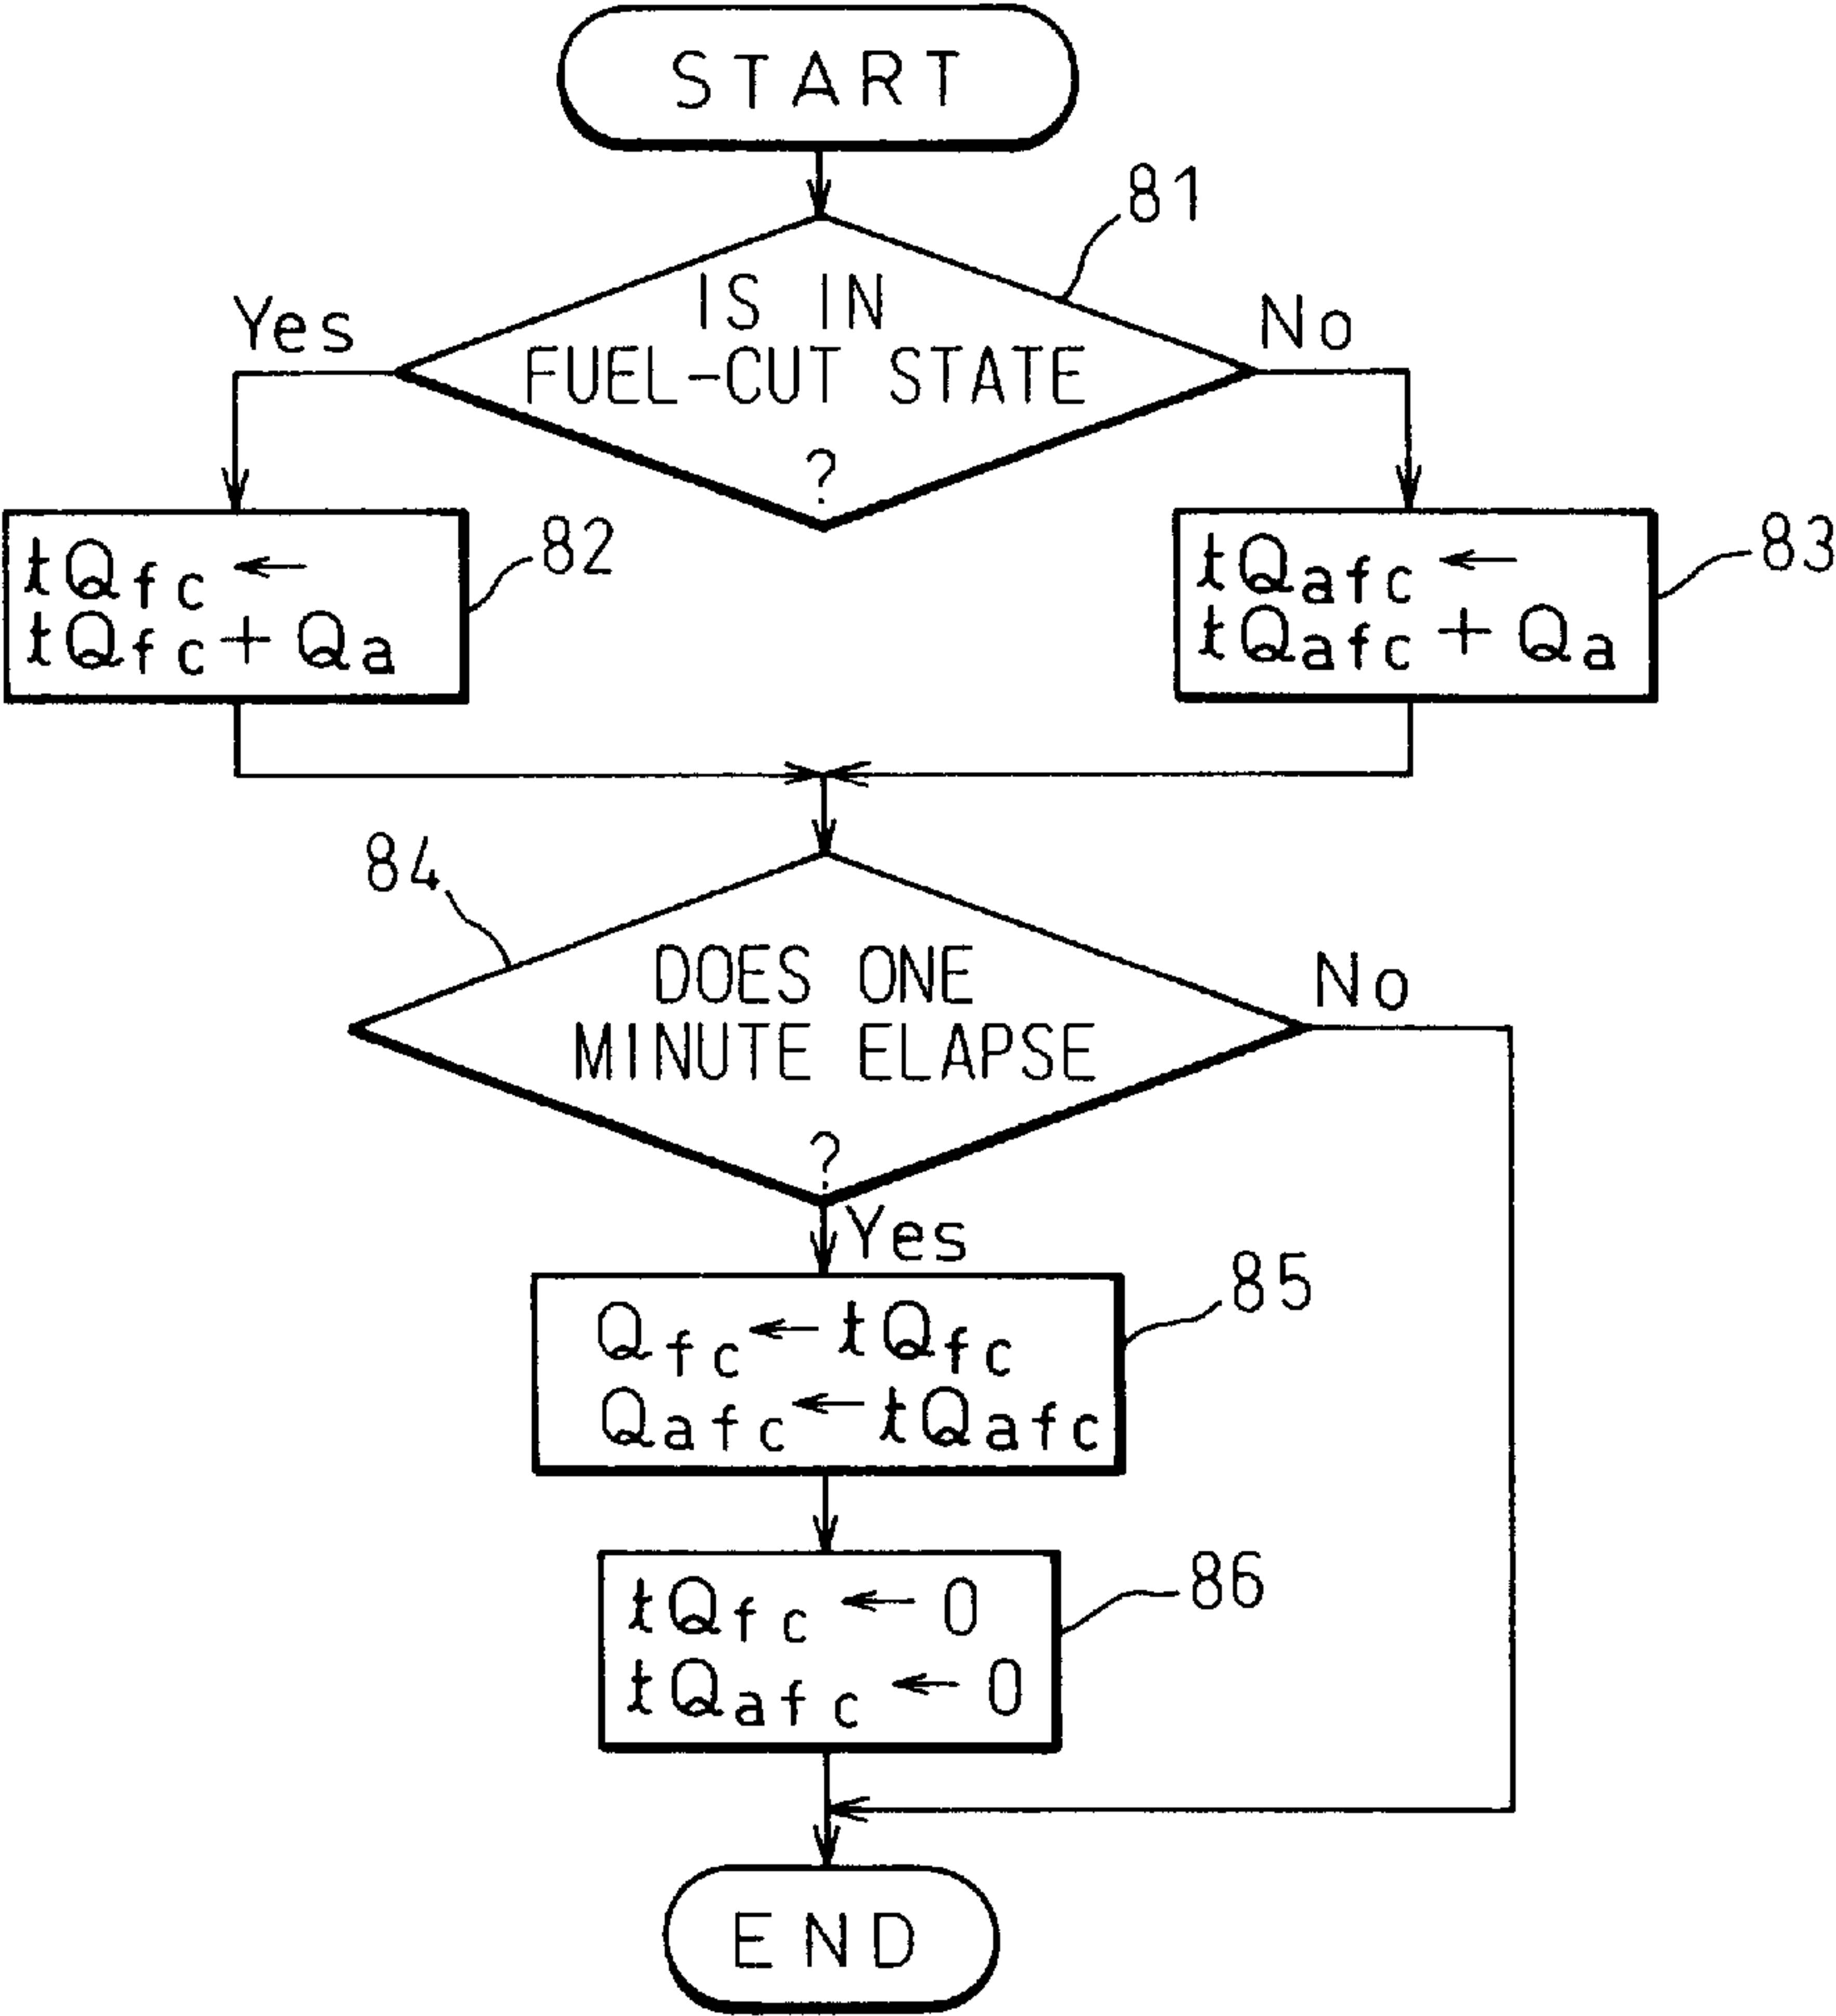 START
81
IS IN
FUEL-CUT STATE
?
Yes
No
tQfc ←
tQfc + Qa
82
tQafc ←
tQafc + Qa
83
84
DOES ONE
MINUTE ELAPSE
?
No
Yes
85
Qfc ← tQfc
Qafc ← tQafc
86
tQfc ← 0
tQafc ← 0
END